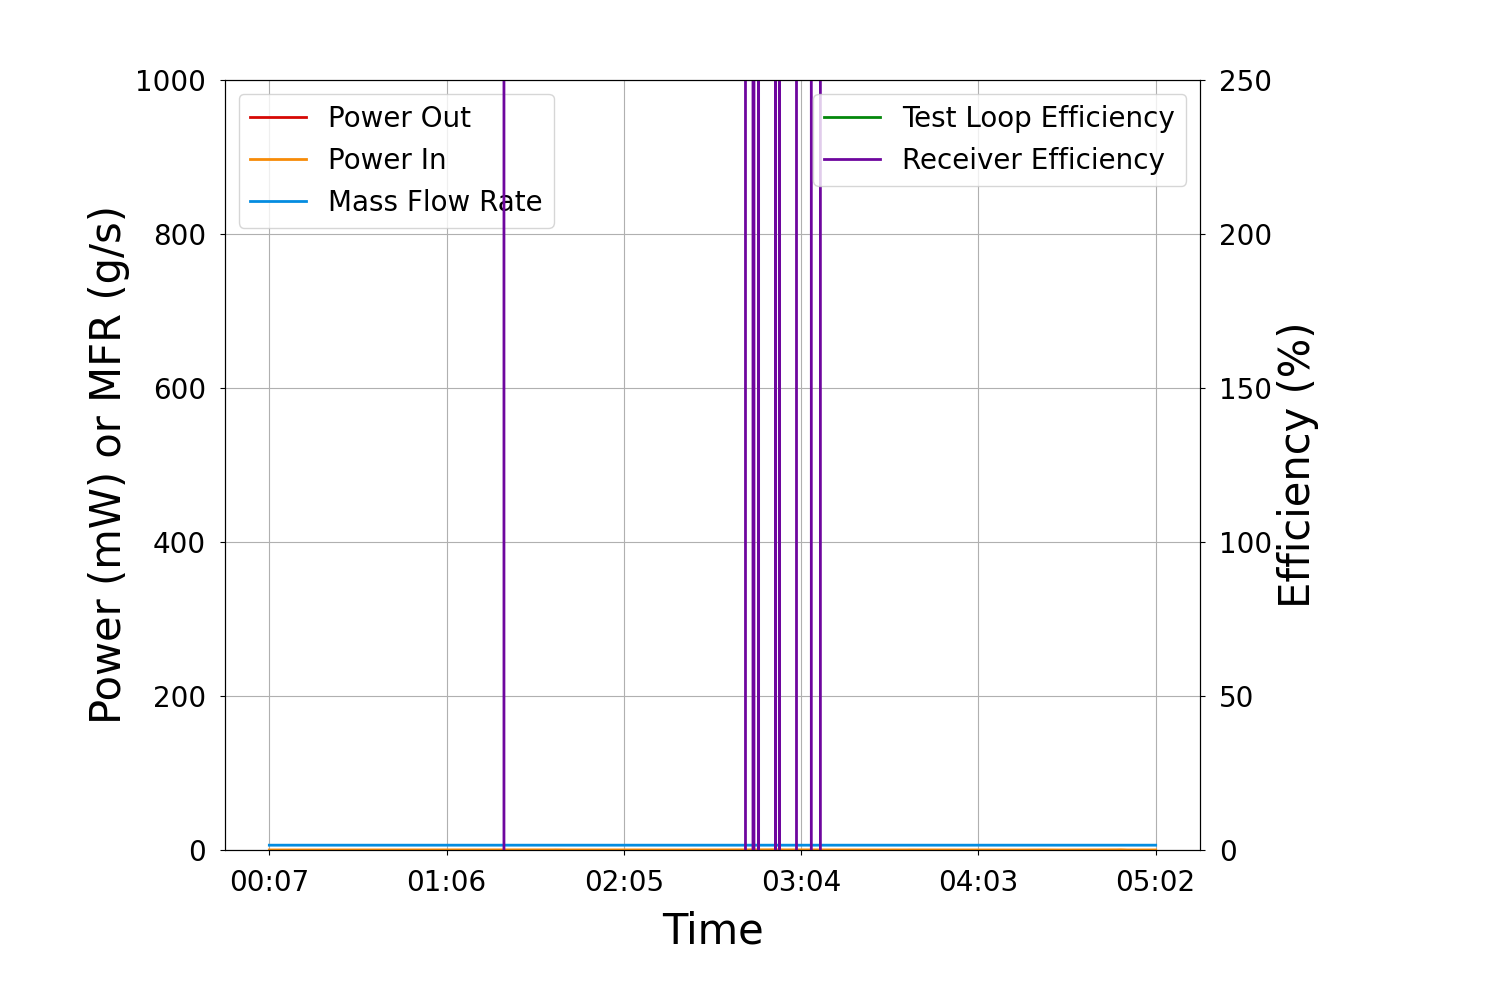 1000
800
600
400
200
0
Power (mW) or MFR (g/s)
Power Out
Power In
Mass Flow Rate
Test Loop Efficiency
Receiver Efficiency
250
200
150
100
50
0
Efficiency (%)
00:07 01:06 02:05 03:04 04:03 05:02
Time